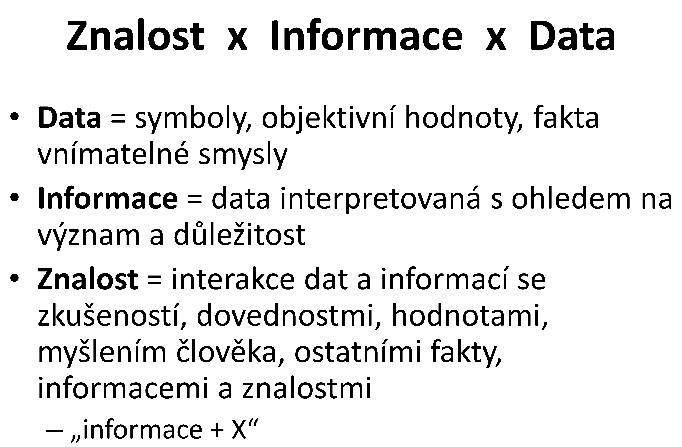 Znalost x Informace x Data
• Data = symboly, objektivní hodnoty, fakta
vnímatelné smysly
• Informace = data interpretovaná s ohledem na
význam a důležitost
• Znalost = interakce dat a informací se
zkušeností, dovednostmi, hodnotami,
myšlením člověka, ostatními fakty,
informacemi a znalostmi
– „informace + X“